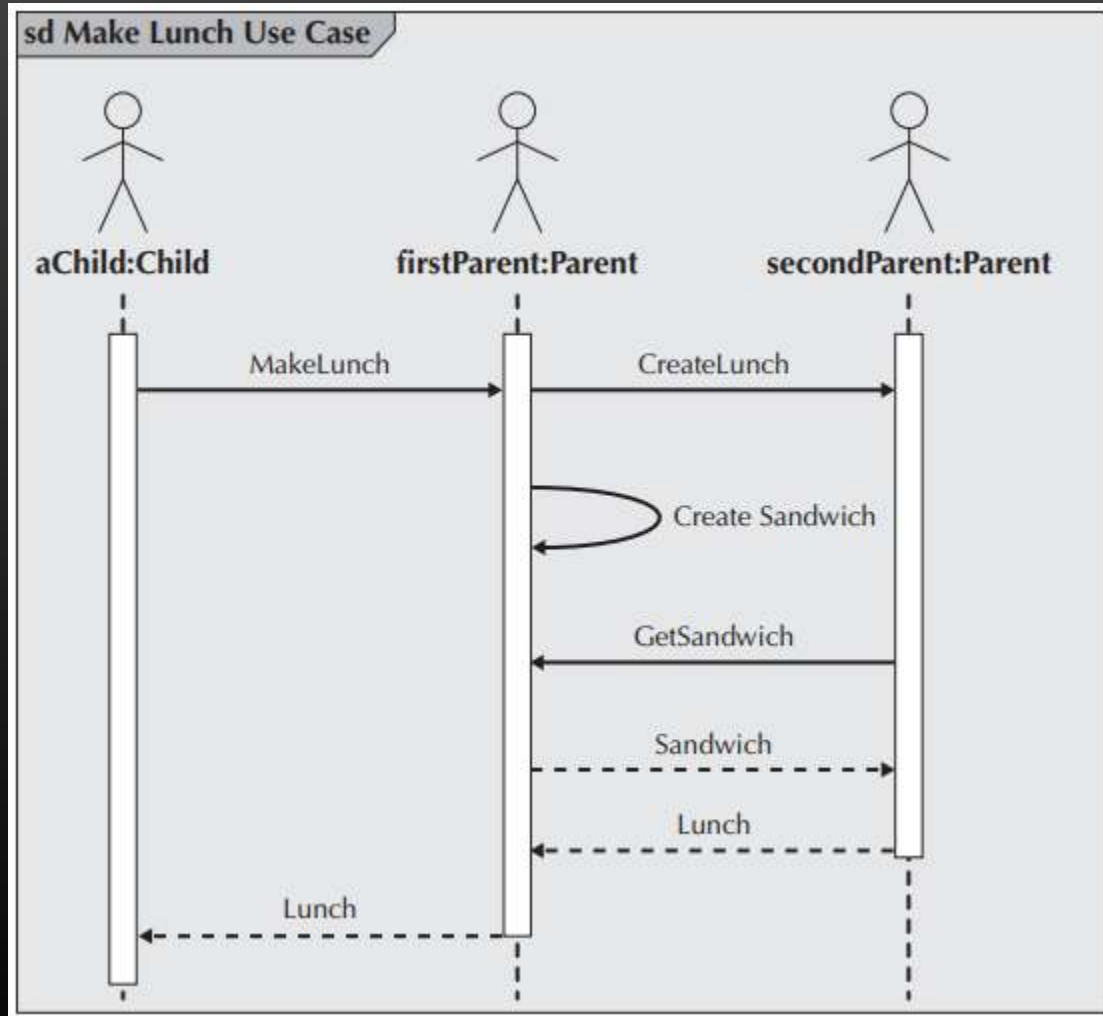 sd Make Lunch Use Case
aChild:Child
firstParent:Parent
secondParent:Parent
MakeLunch
CreateLunch
Create Sandwich
GetSandwich
Sandwich
Lunch
Lunch